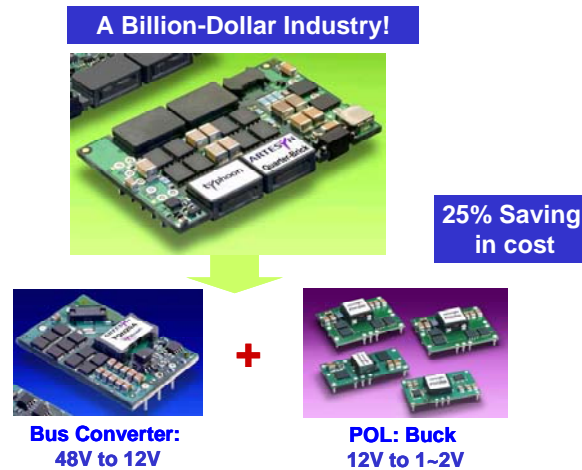 A Billion-Dollar Industry!
Typhoon
ARTESYN
Quarter-Brick
25% Saving
in cost
+
Bus Converter:
48V to 12V
POL: Buck
12V to 1~2V